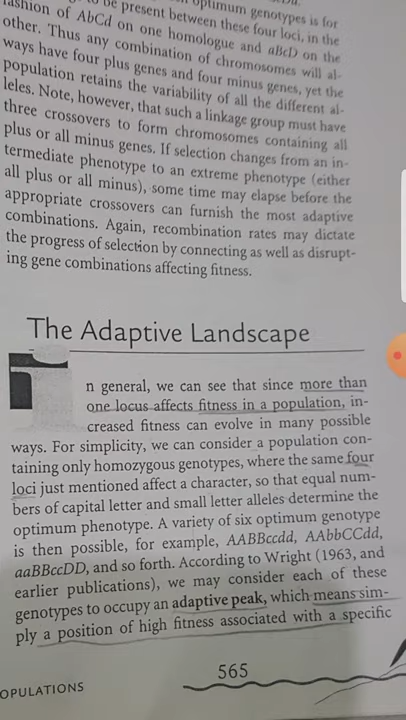 optimum genotypes is for
to be present between these four loci, in the
fashion of AbCd on one homologue and aBcD on the
other. Thus any combination of chromosomes will al-
ways have four plus genes and four minus genes, yet the
population retains the variability of all the different al-
leles. Note, however, that such a linkage group must have
three crossovers to form chromosomes containing all
plus or all minus genes. If selection changes from an in-
termediate phenotype to an extreme phenotype (either
all plus or all minus), some time may elapse before the
appropriate crossovers can furnish the most adaptive
combinations. Again, recombination rates may dictate
the progress of selection by connecting as well as disrupt-
ing gene combinations affecting fitness.
The Adaptive Landscape
In general, we can see that since more than
one locus affects fitness in a population, in-
creased fitness can evolve in many possible
ways. For simplicity, we can consider a population con-
taining only homozygous genotypes, where the same four
loci just mentioned affect a character, so that equal num-
bers of capital letter and small letter alleles determine the
optimum phenotype. A variety of six optimum genotype
is then possible, for example, AABBccdd, AAbbCCdd,
aaBBccDD, and so forth. According to Wright (1963, and
earlier publications), we may consider each of these
genotypes to occupy an adaptive peak, which means sim-
ply a position of high fitness associated with a specific
565
OPULATIONS